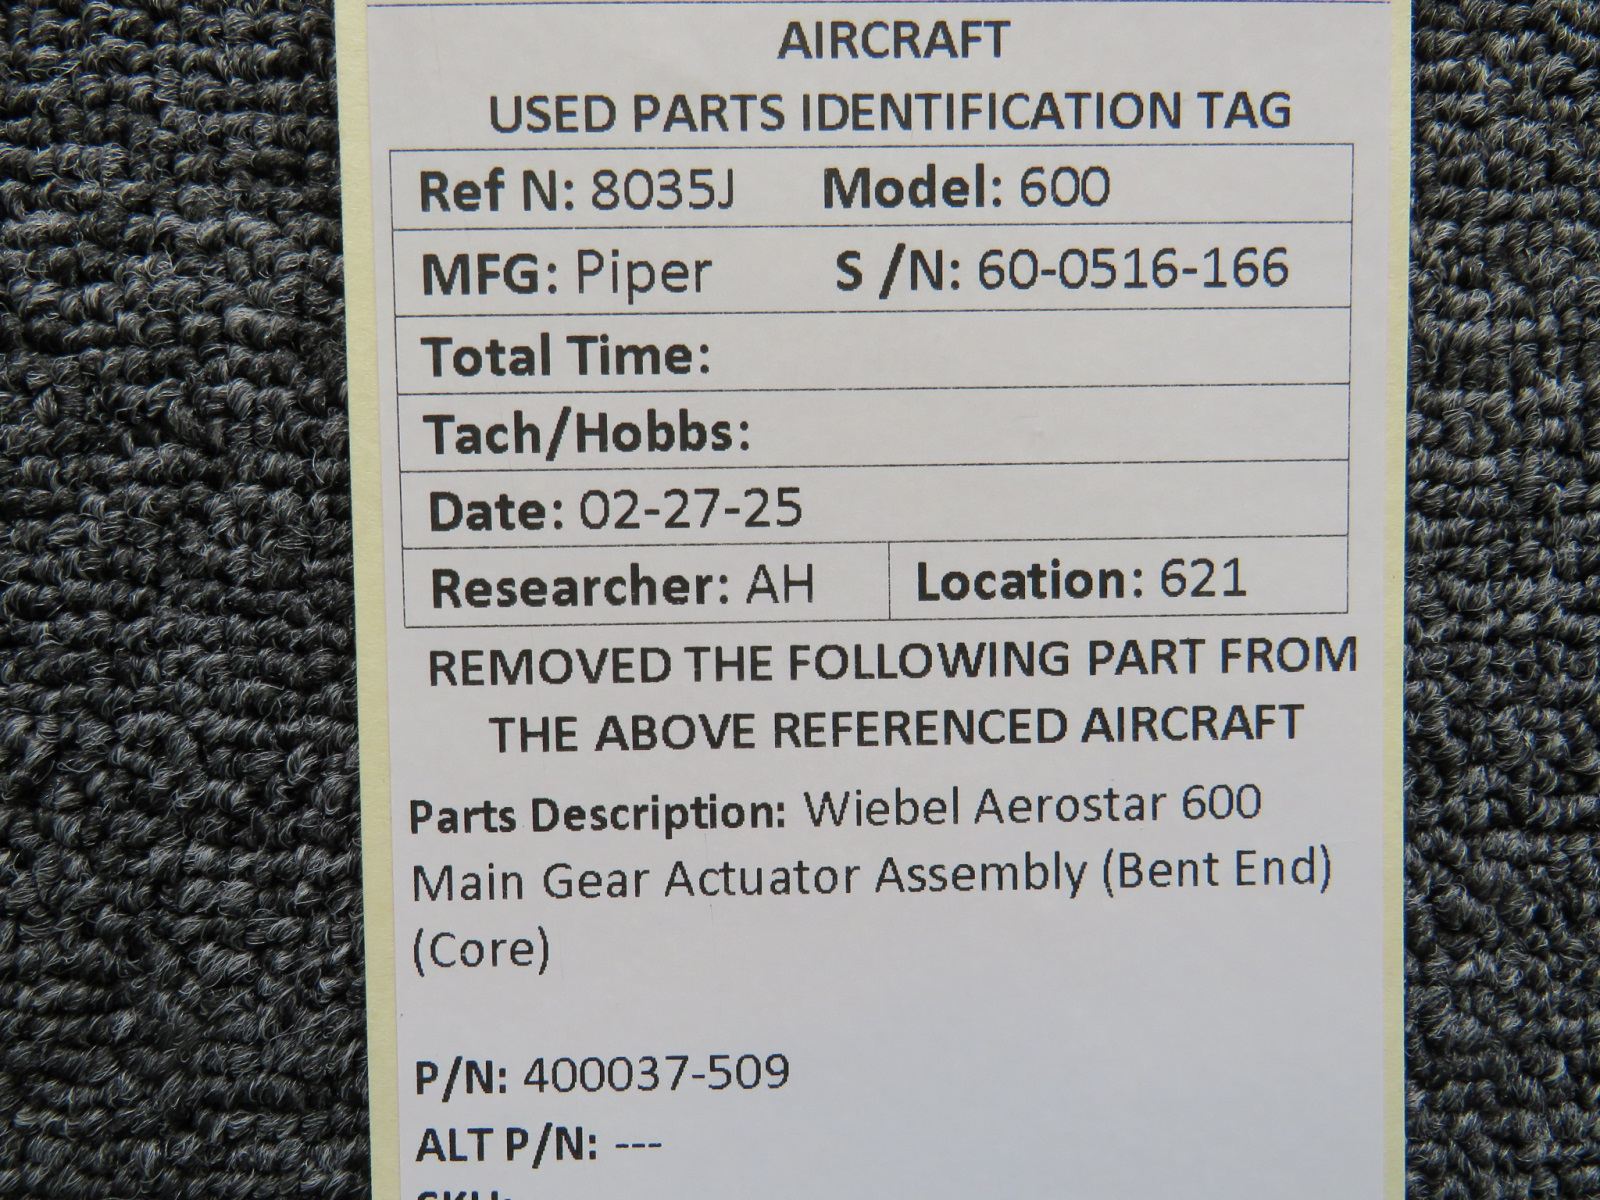 AIRCRAFT
USED PARTS IDENTIFICATION TAG
Ref N: 8035J Model: 600
MFG: Piper S /N: 60-0516-166
Total Time:
Tach/Hobbs:
Date: 02-27-25
Researcher: AH Location: 621
REMOVED THE FOLLOWING PART FROM
THE ABOVE REFERENCED AIRCRAFT
Parts Description: Wiebel Aerostar 600
Main Gear Actuator Assembly (Bent End)
(Core)
P/N: 400037-509
ALT P/N: ---
SKU: